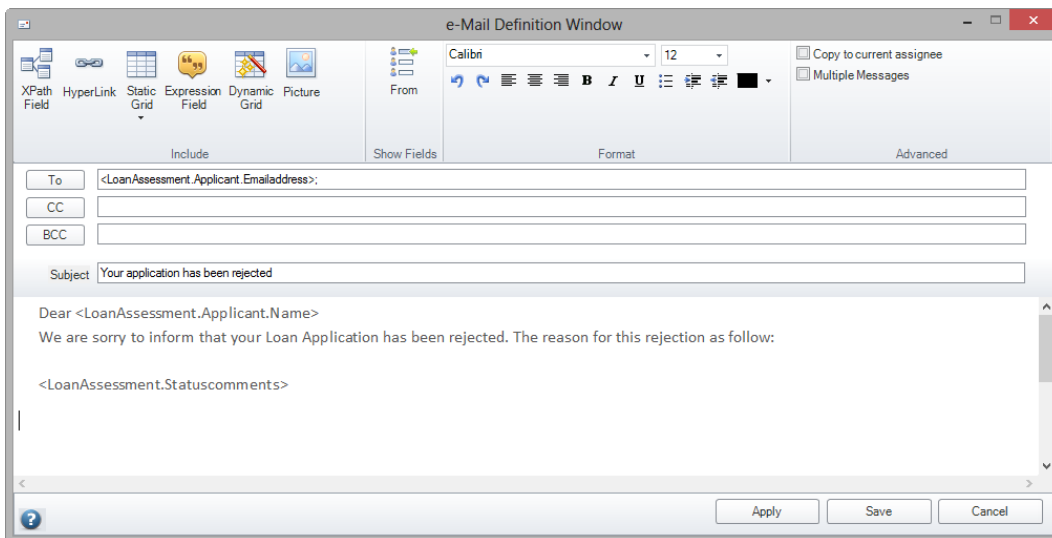 e-Mail Definition Window
XPath Field
HyperLink
Static Grid
Expression Field
Dynamic Grid
Picture
Include
From
Show Fields
Calibri
12
B I U
Format
Copy to current assignee
Multiple Messages
Advanced
To <LoanAssessment.Applicant.Emailaddress>;
CC
BCC
Subject Your application has been rejected
Dear <LoanAssessment.Applicant.Name>
We are sorry to inform that your Loan Application has been rejected. The reason for this rejection as follow:
<LoanAssessment.Statuscomments>
Apply
Save
Cancel